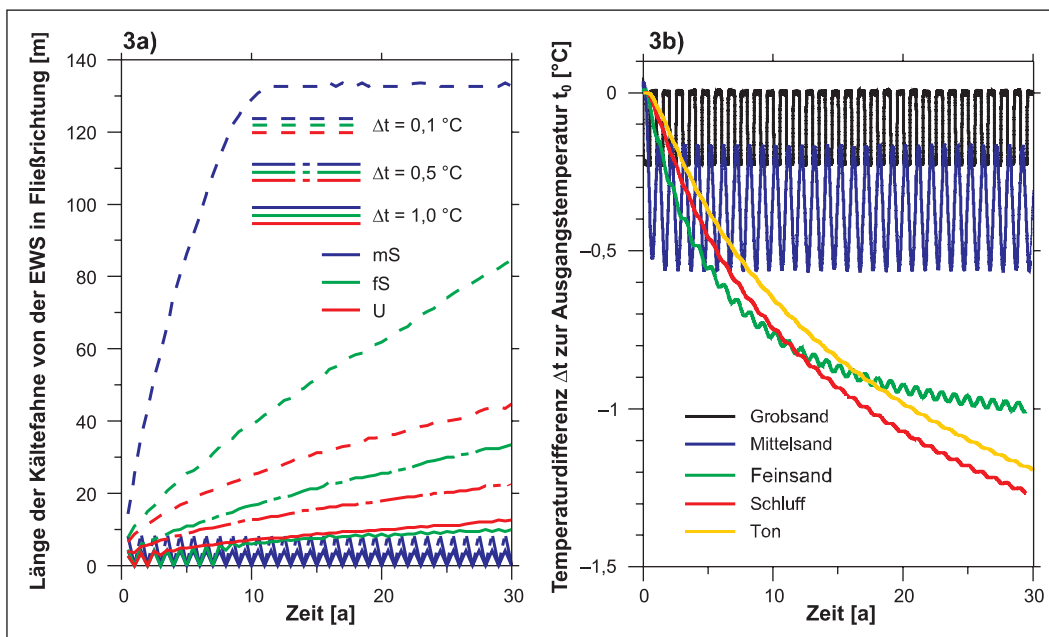 3a)
Länge der Kältefahne von der EWS in Fließrichtung [m]
140
120
100
80
60
40
20
0
Δt = 0,1 °C
Δt = 0,5 °C
Δt = 1,0 °C
mS
fS
U
0
10
20
30
Zeit [a]
3b)
Temperaturdifferenz Δt zur Ausgangstemperatur t₀ [°C]
0
–0,5
–1
–1,5
Grobsand
Mittelsand
Feinsand
Schluff
Ton
0
10
20
30
Zeit [a]